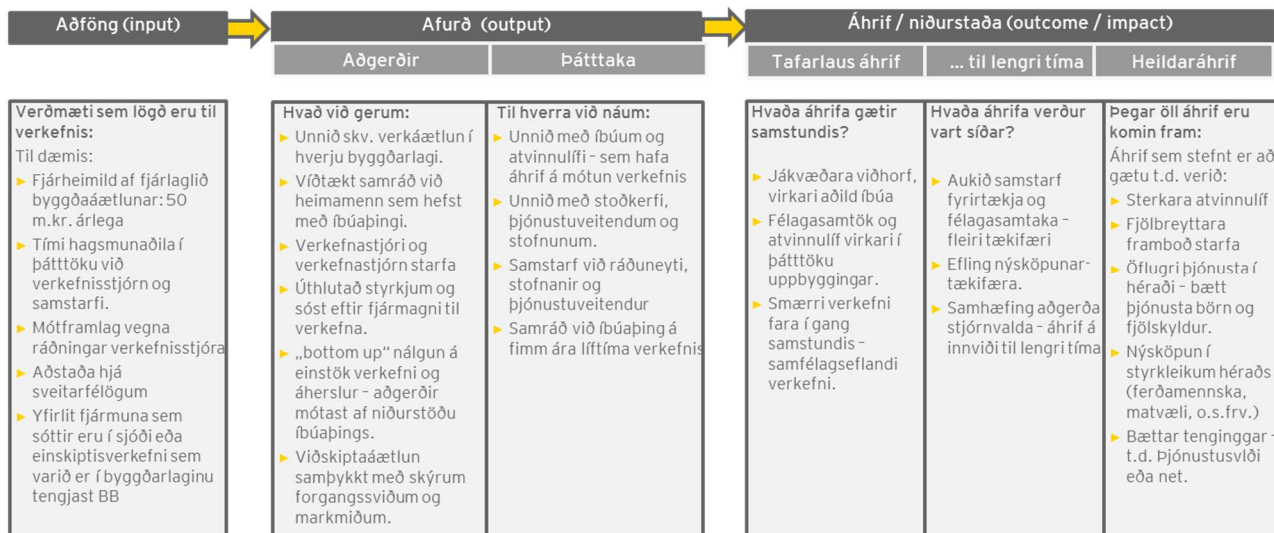 Aðföng (input)
Afurð (output)
Áhrif / niðurstaða (outcome / impact)
Aðgerðir
Þátttaka
Tafarlaus áhrif
... til lengri tíma
Heildaráhrif
Verðmæti sem lögð eru til
verkefnis:
Til dæmis:
► Fjárheimild af fjárlaglið
byggðaáætlunar: 50
m.kr. árlega
► Tími hagsmunaðila í
þátttöku við
verkefnisstjórn og
samstarfi.
► Mótframlag vegna
ráðningar verkefnisstjóra
► Aðstaða hjá
sveitarfélögum
► Yfirlit fjármuna sem
sóttir eru í sjóði eða
einskiptisverkefni sem
varið er í byggðarlaginu
tengjast BB
Hvað við gerum:
► Unnið skv. verkáætlun í
hverju byggðarlagi.
► Víðtækt samráð við
heimamenn sem hefst
með íbúaþingi.
► Verkefnastjóri og
verkefnastjórn starfa
► Úthlutað styrkjum og
sóst eftir fjármagni til
verkefna.
► „bottom up“ nálgun á
einstök verkefni og
áherslur – aðgerðir
mótast af niðurstöðu
íbúaþings.
► Viðskiptaáætlun
samþykkt með skýrum
forgangssviðum og
markmiðum.
Til hverra við náum:
► Unnið með íbúum og
atvinnulífi – sem hafa
áhrif á mótun verkefnis
► Unnið með stoðkerfi,
þjónustuveitendum og
stofnunum.
► Samstarf við ráðuneyti,
stofnanir og
þjónustuveitendur
► Samráð við íbúaþing á
fimm ára líftíma verkefnis
Hvaða áhrifa gætir
samstundis?
► Jákvæðara viðhorf,
virkari aðild íbúa
► Félagasamtök og
atvinnulíf virkari í
þátttöku
uppbyggingar.
► Smærri verkefni
fara í gang
samstundis –
samfélagseflandi
verkefni.
Hvaða áhrifa verður
vart síðar?
► Aukið samstarf
fyrirtækja og
félagasamtaka –
fleiri tækifæri
► Efling nýsköpunar-
tækifæra.
► Samhæfing aðgerða
stjórnvalda – áhrif á
innviði til lengri tíma
Þegar öll áhrif eru
komin fram:
Áhrif sem stefnt er að
gætu t.d. verið:
► Sterkara atvinnulíf
► Fjölbreyttara
framboð starfa
► Öflugri þjónusta í
héraði – bætt
þjónusta börn og
fjölskyldur.
► Nýsköpun í
styrkleikum héraðs
(ferðamennska,
matvæli, o.s.frv.)
► Bættar tenginggar –
t.d. Þjónustusvlði
eða net.